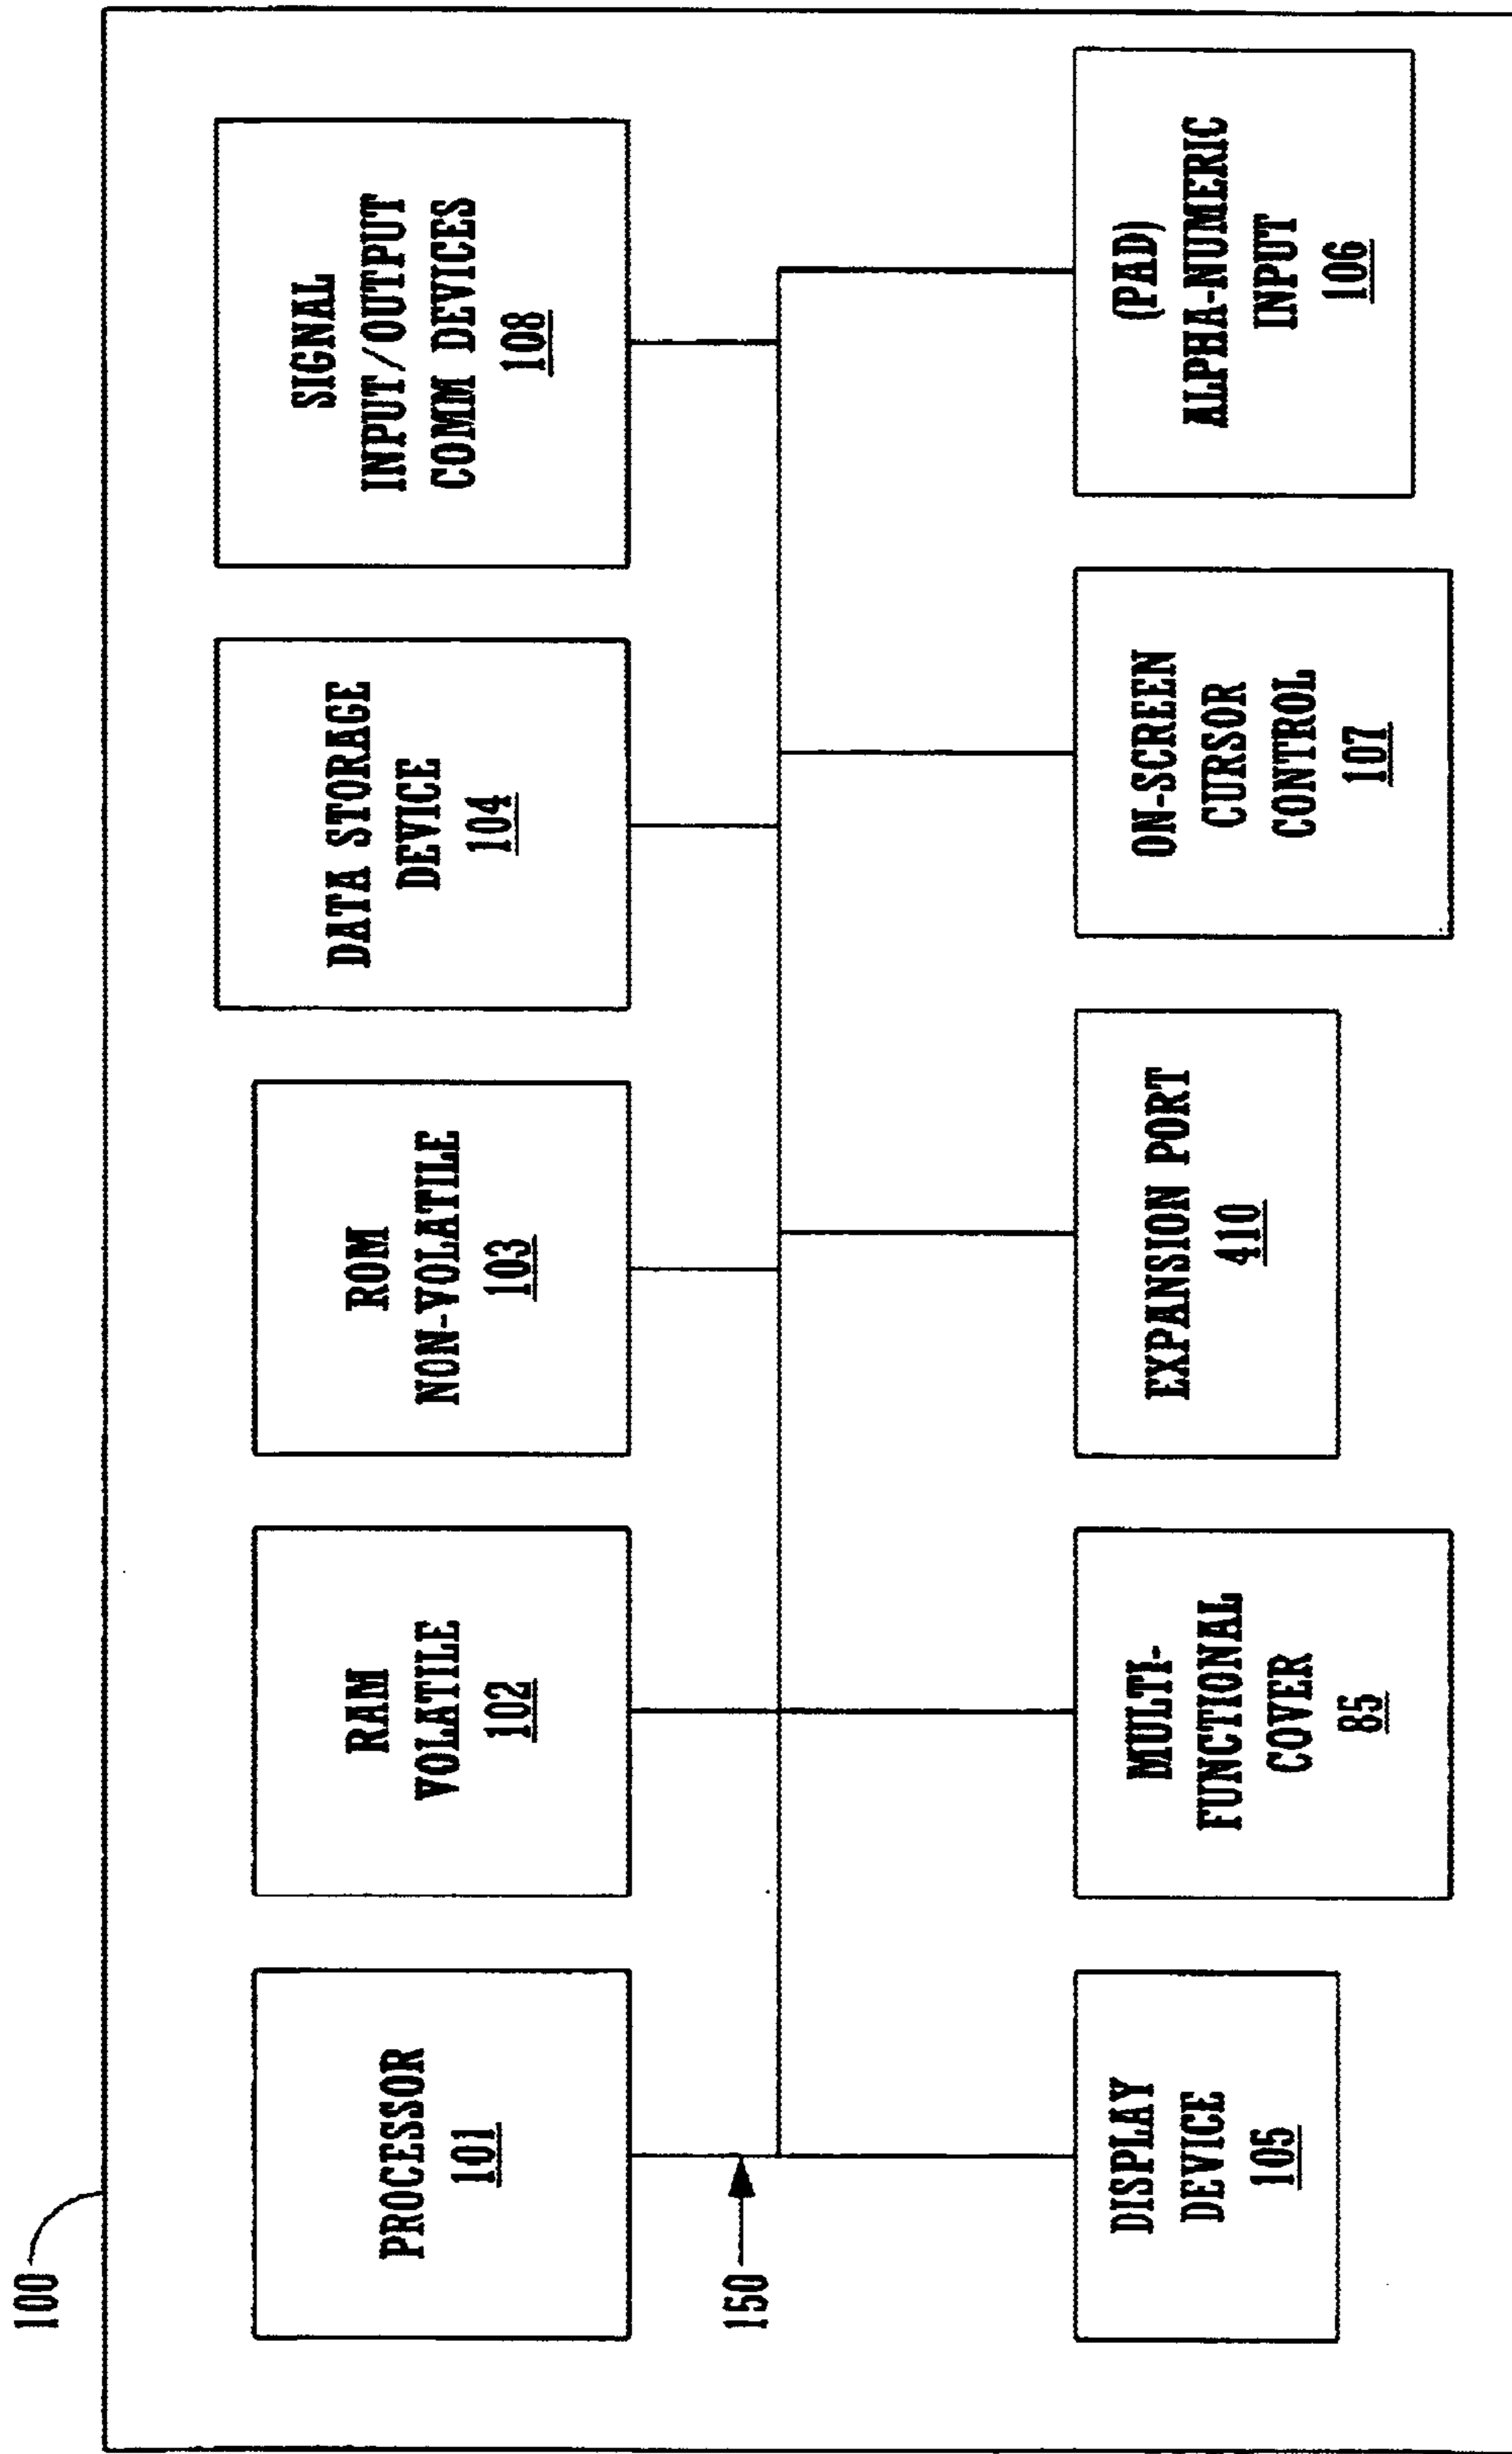 100
PROCESSOR
101
RAM
VOLATILE
102
ROM
NON-VOLATILE
103
DATA STORAGE
DEVICE
104
SIGNAL
INPUT/OUTPUT
COMM DEVICES
108
150
DISPLAY
DEVICE
105
MULTI-
FUNCTIONAL
COVER
85
EXPANSION PORT
410
ON-SCREEN
CURSOR
CONTROL
107
(PAD)
ALPHA-NUMERIC
INPUT
106